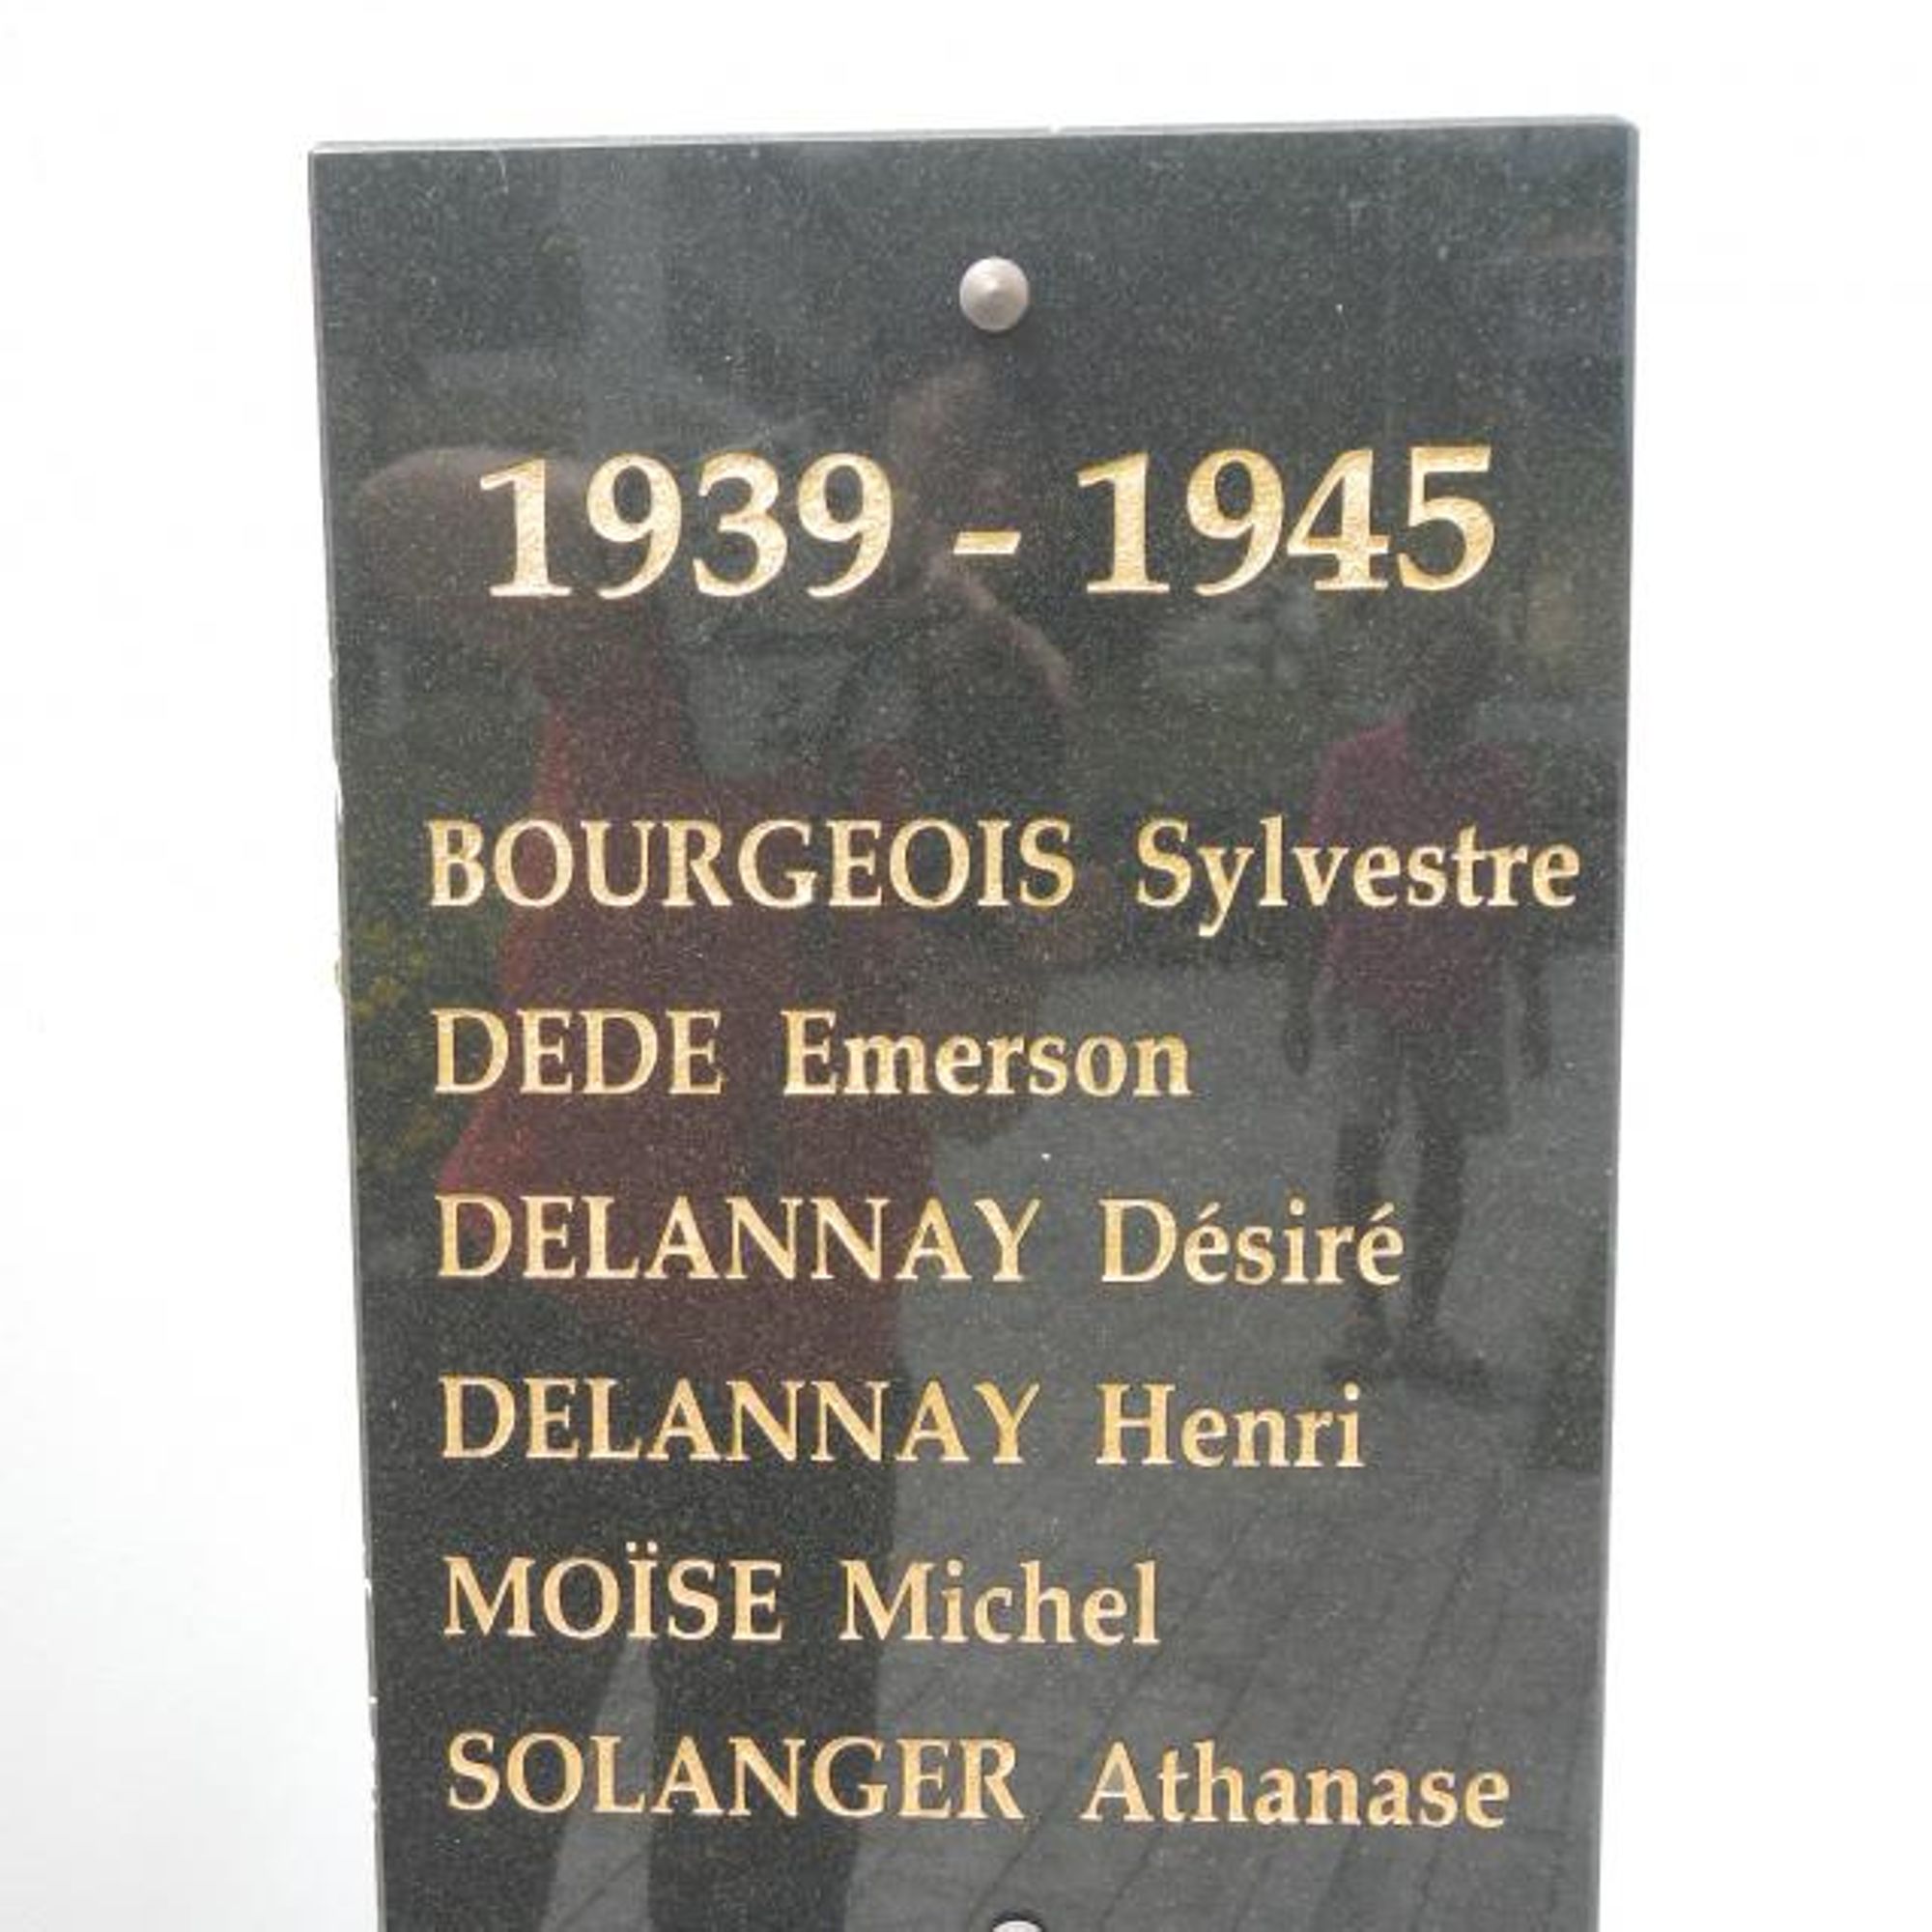 1939 - 1945
BOURGEOIS Sylvestre
DEDE Emerson
DELANNAY Désiré
DELANNAY Henri
MOÏSE Michel
SOLANGER Athanase